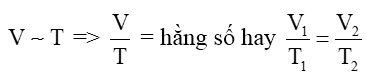 V ~ T => V/T = hằng số hay V₁/T₁ = V₂/T₂